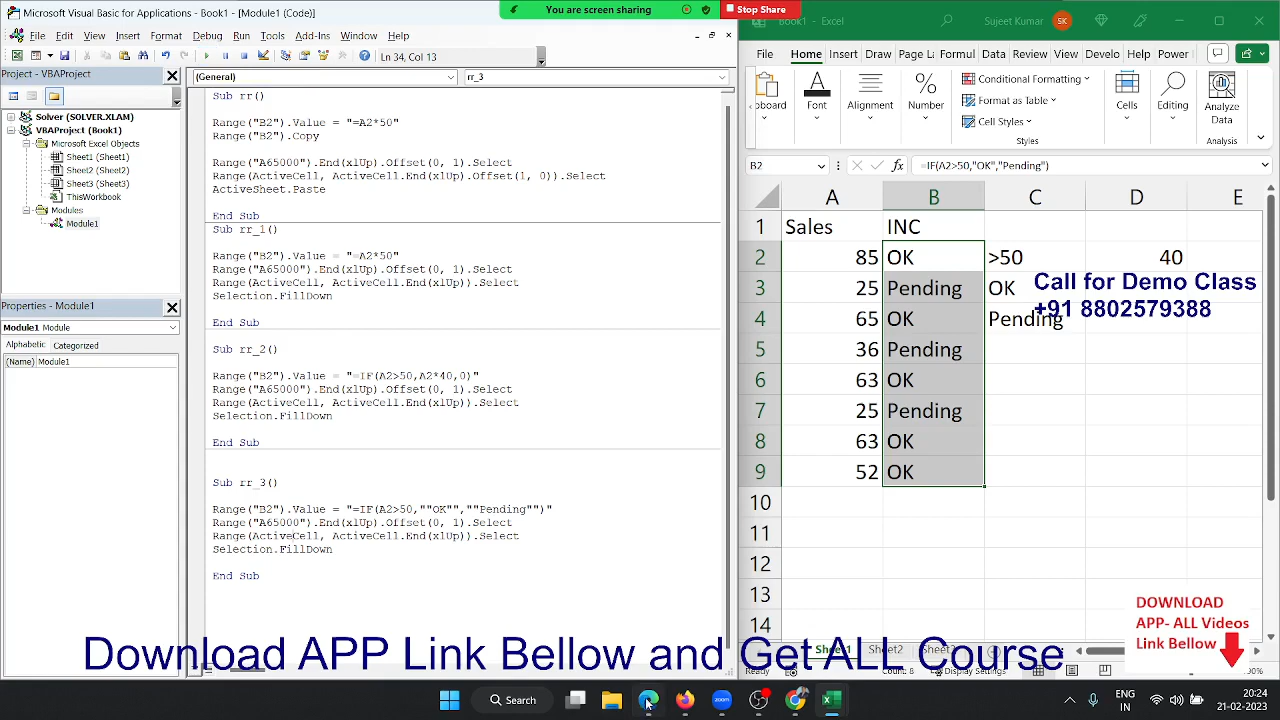 Microsoft Visual Basic for Applications - Book1 - [Module1 (Code)]
You are screen sharing
Stop Share
Book1 - Excel
Sujeet Kumar
SK
File Edit View Insert Format Debug Run Tools Add-Ins Window Help
Ln 34, Col 13
File Home Insert Draw Page L Formul Data Review View Develo Help Power
Project - VBAProject
(General)
rr_3
Solver (SOLVER.XLAM)
VBAProject (Book1)
Microsoft Excel Objects
Sheet1 (Sheet1)
Sheet2 (Sheet2)
Sheet3 (Sheet3)
ThisWorkbook
Modules
Module1
Properties - Module1
Module1 Module
Alphabetic Categorized
(Name) Module1
Sub rr()
Range("B2").Value = "=A2*50"
Range("B2").Copy
Range("A65000").End(xlUp).Offset(0, 1).Select
Range(ActiveCell, ActiveCell.End(xlUp).Offset(1, 0)).Select
ActiveSheet.Paste
End Sub
Sub rr_1()
Range("B2").Value = "=A2*50"
Range("A65000").End(xlUp).Offset(0, 1).Select
Range(ActiveCell, ActiveCell.End(xlUp)).Select
Selection.FillDown
End Sub
Sub rr_2()
Range("B2").Value = "=IF(A2>50,A2*40,0)"
Range("A65000").End(xlUp).Offset(0, 1).Select
Range(ActiveCell, ActiveCell.End(xlUp)).Select
Selection.FillDown
End Sub
Sub rr_3()
Range("B2").Value = "=IF(A2>50,""OK"",""Pending"")"
Range("A65000").End(xlUp).Offset(0, 1).Select
Range(ActiveCell, ActiveCell.End(xlUp)).Select
Selection.FillDown
End Sub
board
Font
Alignment
Number
Conditional Formatting
Format as Table
Cell Styles
Styles
Cells
Editing
Analyze Data
Data
B2
fx
=IF(A2>50,"OK","Pending")
A B C D E
1 Sales INC
2 85 OK >50 40
3 25 Pending OK
4 65 OK Pending
5 36 Pending
6 63 OK
7 25 Pending
8 63 OK
9 52 OK
10
11
12
13
14
Call for Demo Class
+91 8802579388
DOWNLOAD
APP- ALL Videos
Link Bellow
Download APP Link Bellow and Get ALL Course
Sheet1 Sheet2 Sheet3
Ready
Count: 8
Display Settings
Search
zoom
ENG
IN
20:24
21-02-2023